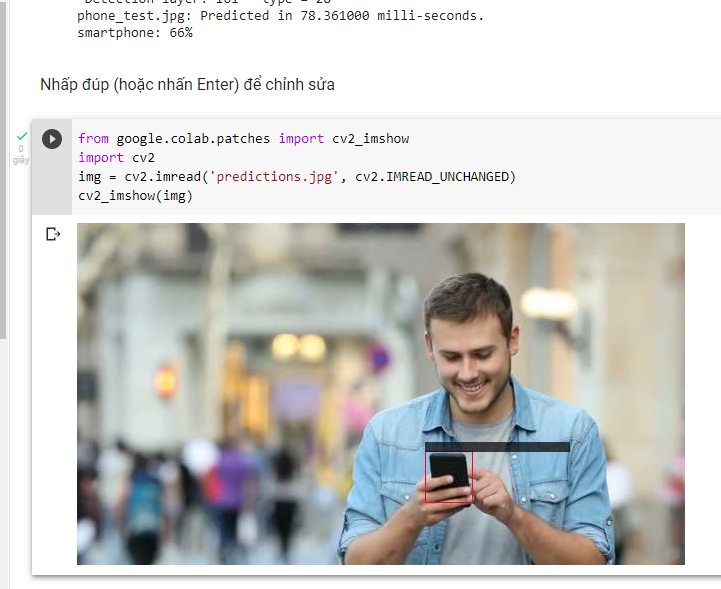 phone_test.jpg: Predicted in 78.361000 milli-seconds.
smartphone: 66%
Nhấp đúp (hoặc nhấn Enter) để chỉnh sửa
0
giây
from google.colab.patches import cv2_imshow
import cv2
img = cv2.imread('predictions.jpg', cv2.IMREAD_UNCHANGED)
cv2_imshow(img)